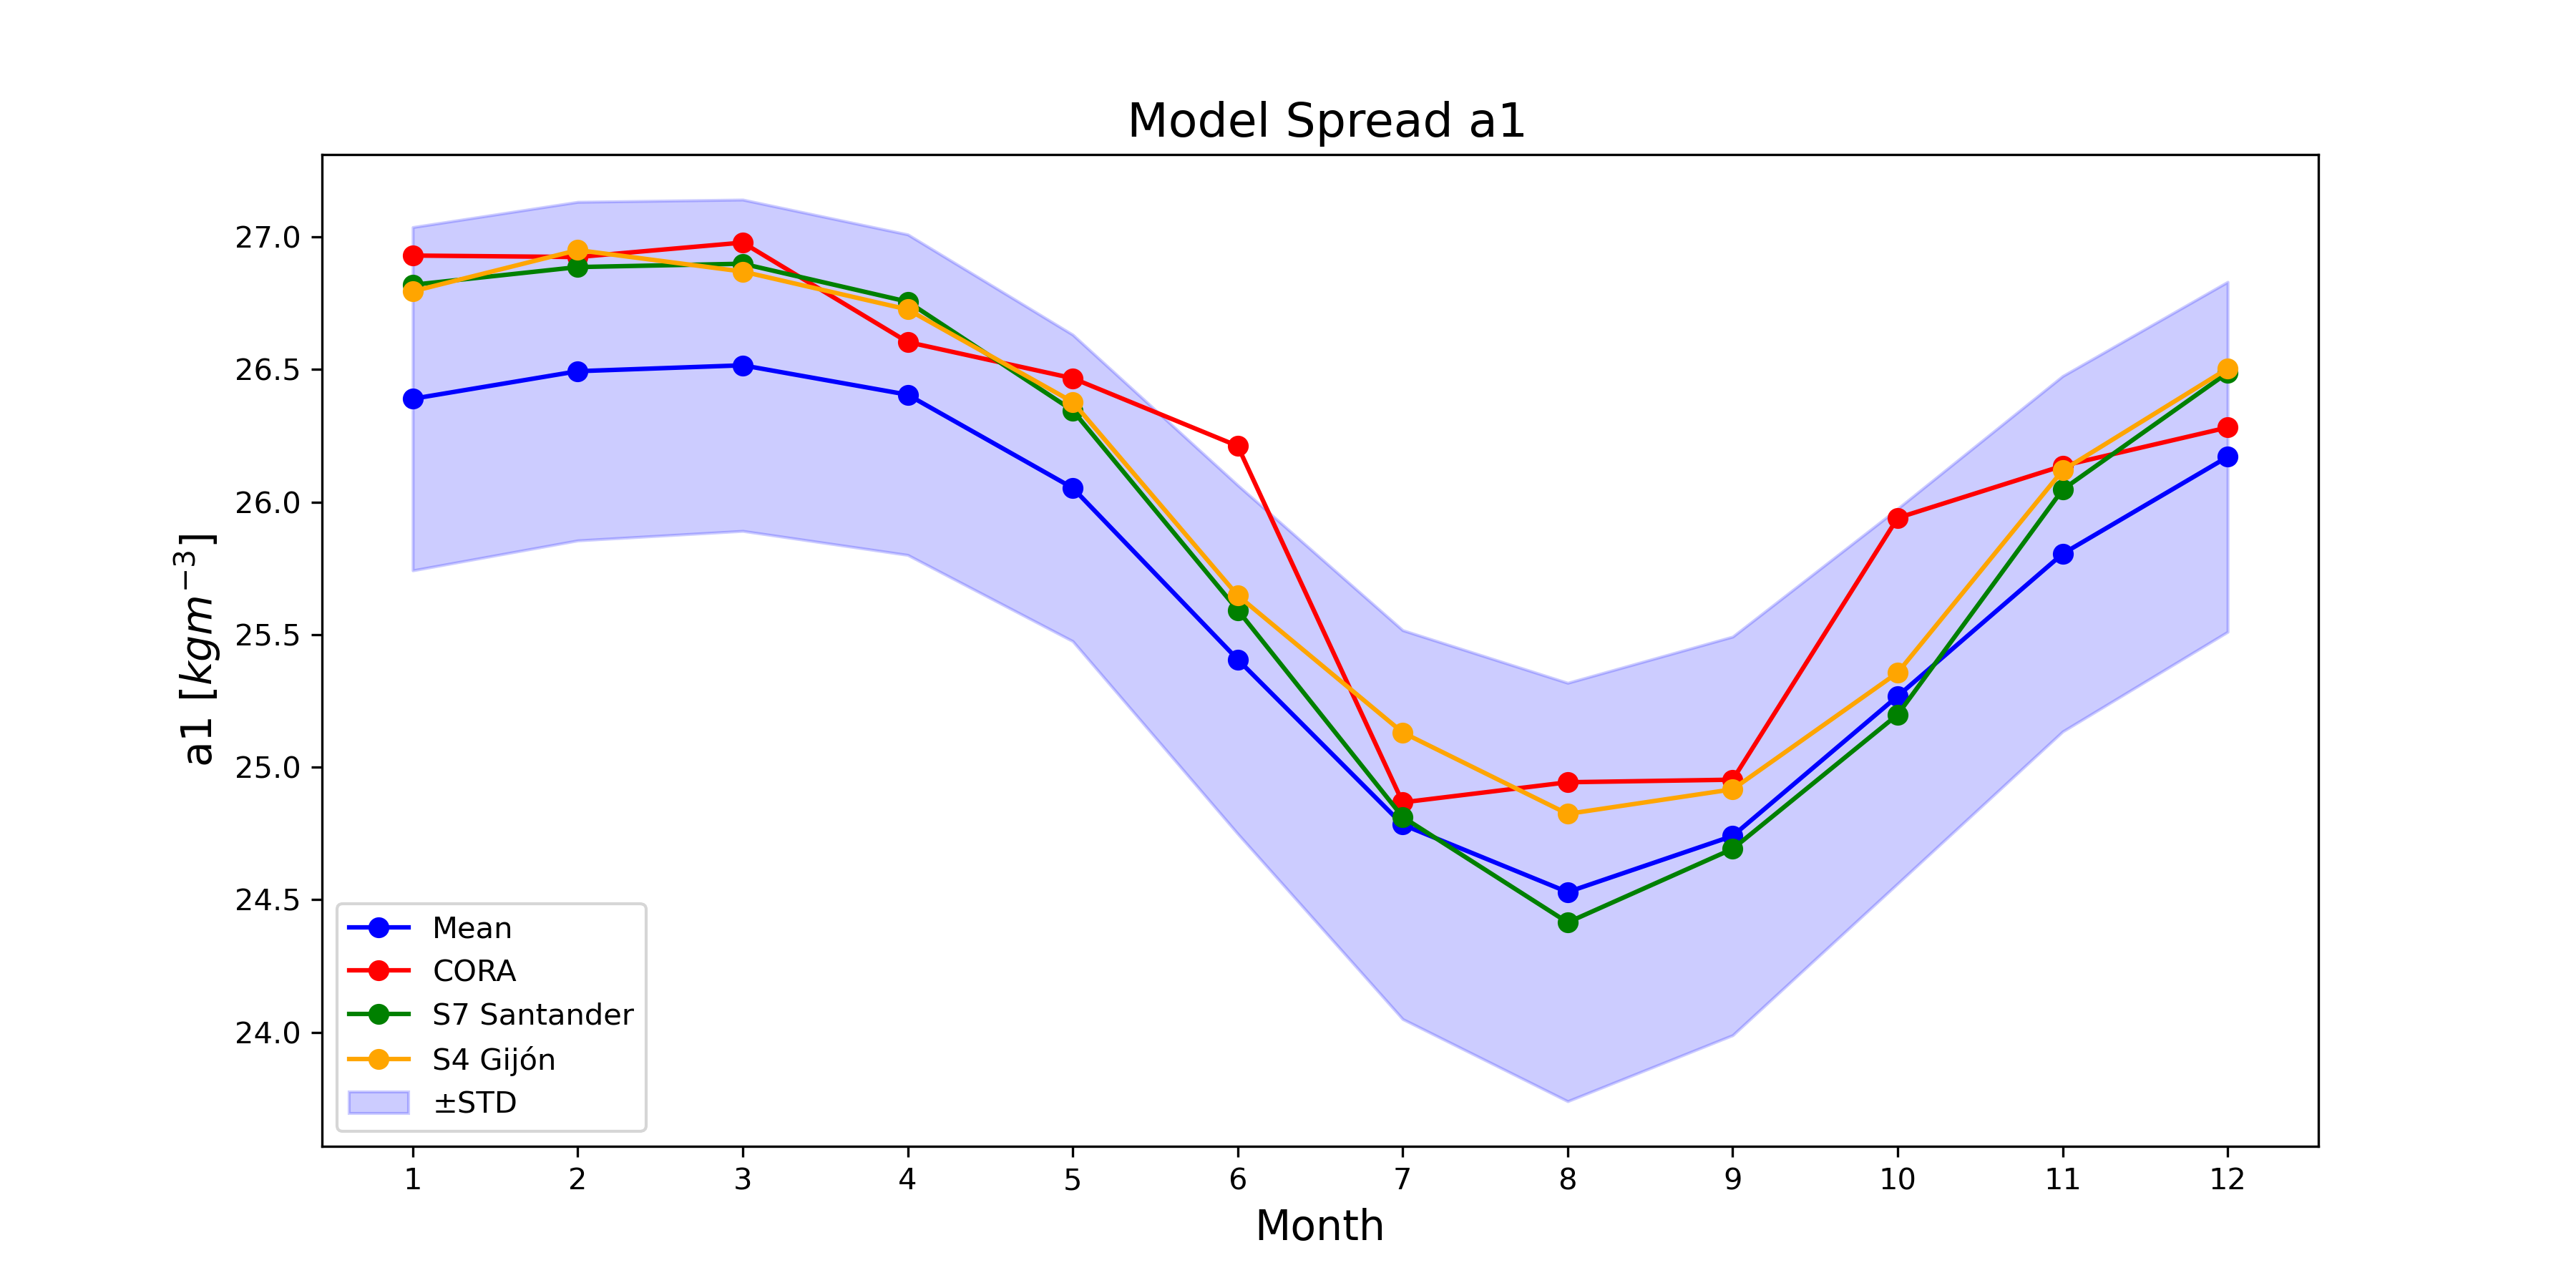 Model Spread a1
a1 [kgm⁻³]
27.0
26.5
26.0
25.5
25.0
24.5
24.0
Mean
CORA
S7 Santander
S4 Gijón
±STD
1 2 3 4 5 6 7 8 9 10 11 12
Month